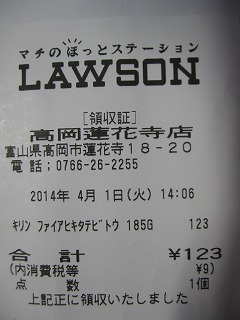 マチのほっとステーション
LAWSON
[領収証]
高岡蓮花寺店
富山県高岡市蓮花寺18-20
電話;0766-26-2255
2014年 4月 1日(火) 14:06
キリン ファイアヒキタテビトウ 185G 123
合計 ¥123
(内消費税等 ¥9)
点数 1個
上記正に領収いたしました